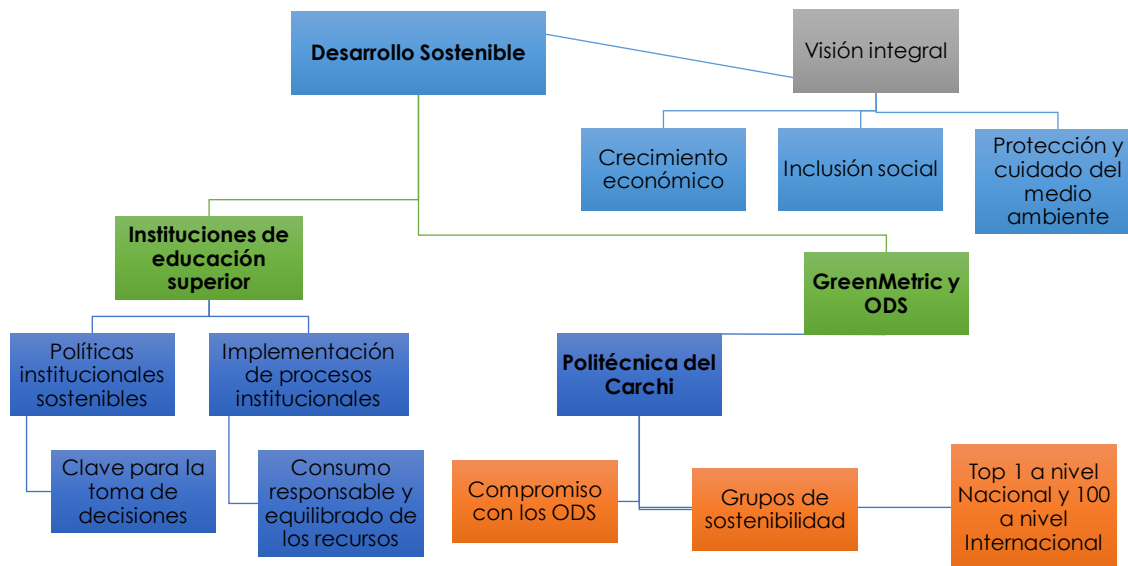 Desarrollo Sostenible
Visión integral
Crecimiento
económico
Inclusión social
Protección y
cuidado del
medio
ambiente
Instituciones de
educación
superior
GreenMetric y
ODS
Políticas
institucionales
sostenibles
Implementación
de procesos
institucionales
Politécnica del
Carchi
Clave para la
toma de
decisiones
Consumo
responsable y
equilibrado de
los recursos
Compromiso
con los ODS
Grupos de
sostenibilidad
Top 1 a nivel
Nacional y 100
a nivel
Internacional